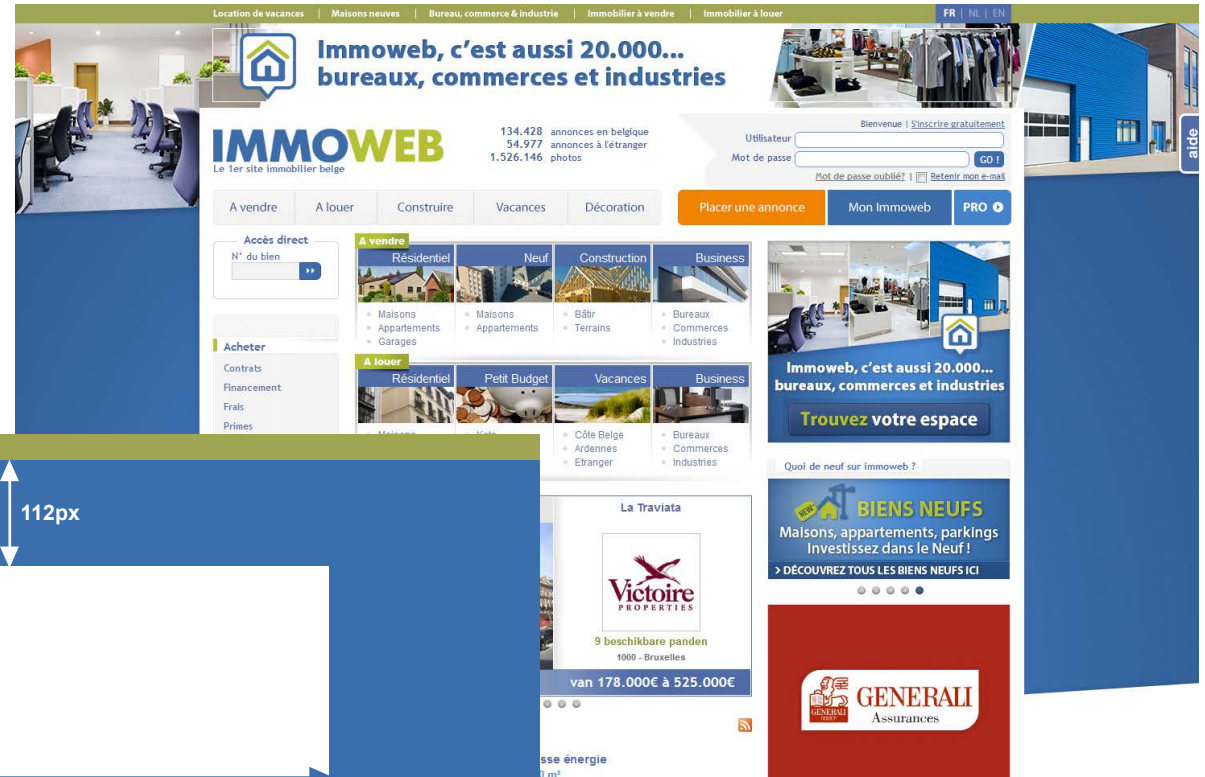 Location de vacances | Maisons neuves | Bureau, commerce & industrie | Immobilier à vendre | Immobilier à louer
FR | NL | EN
Immoweb, c'est aussi 20.000...
bureaux, commerces et industries
IMMOWEB
Le 1er site immobilier belge
134.428 annonces en belgique
54.977 annonces à l'étranger
1.526.146 photos
Bienvenue | S'inscrire gratuitement
Utilisateur
Mot de passe
GO !
Mot de passe oublié? | Retenir mon e-mail
aide
A vendre A louer Construire Vacances Décoration
Placer une annonce Mon Immoweb PRO
Accès direct
N° du bien
Acheter
Contrats
Financement
Frais
Primes
A vendre
Résidentiel Neuf Construction Business
Maisons Maisons Bâtir Bureaux
Appartements Appartements Terrains Commerces
Garages Industries
A louer
Résidentiel Petit Budget Vacances Business
Côte Belge Bureaux
Ardennes Commerces
Etranger Industries
Immoweb, c'est aussi 20.000...
bureaux, commerces et industries
Trouvez votre espace
Quoi de neuf sur immoweb ?
NEW
BIENS NEUFS
Maisons, appartements, parkings
Investissez dans le Neuf !
> DÉCOUVREZ TOUS LES BIENS NEUFS ICI
112px
La Traviata
Victoire
PROPERTIES
9 beschikbare panden
1000 - Bruxelles
van 178.000€ à 525.000€
GENERALI
GENERALI
Assurances
sse énergie
m²